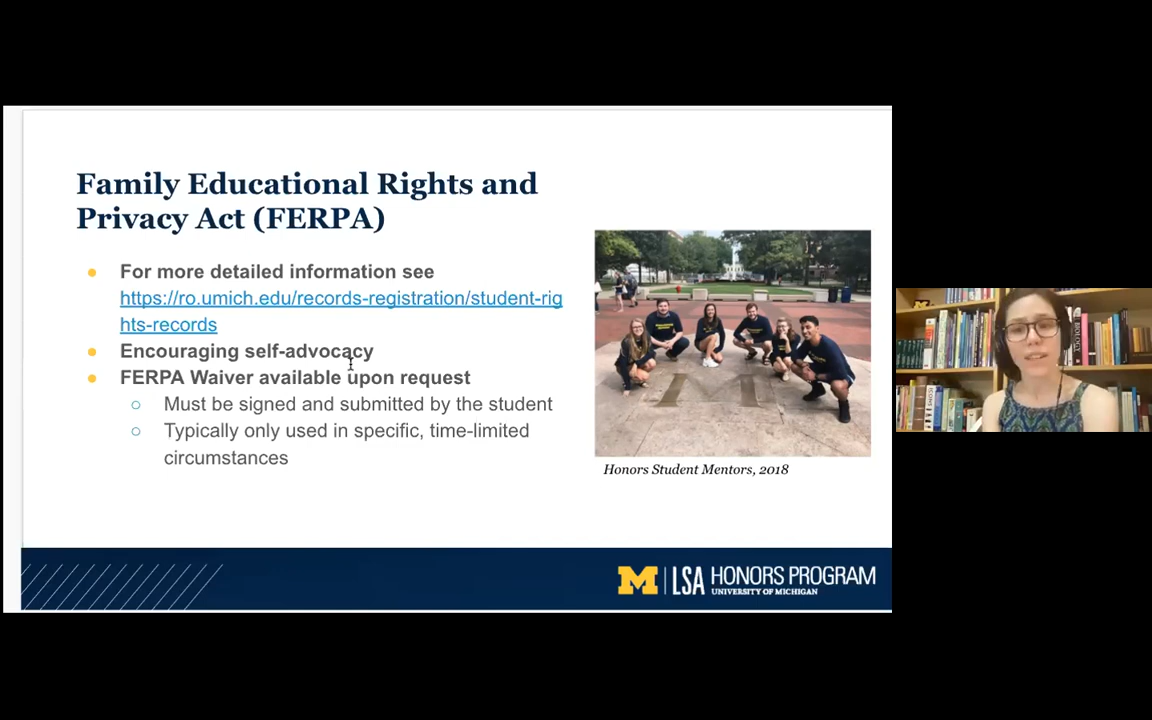 Family Educational Rights and
Privacy Act (FERPA)
For more detailed information see
https://ro.umich.edu/records-registration/student-rig
hts-records
Encouraging self-advocacy
FERPA Waiver available upon request
Must be signed and submitted by the student
Typically only used in specific, time-limited
circumstances
Honors Student Mentors, 2018
M LSA HONORS PROGRAM
UNIVERSITY OF MICHIGAN